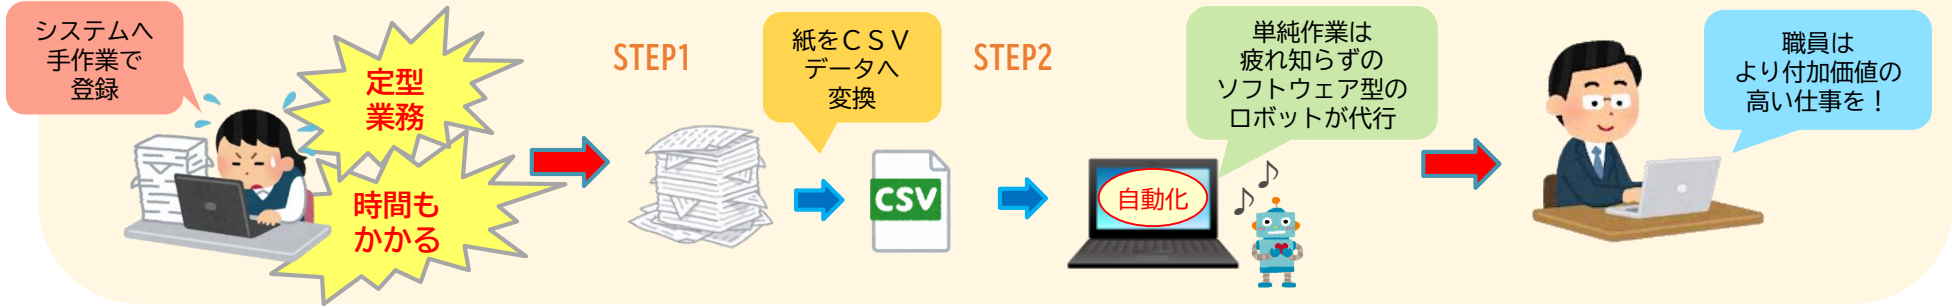 システムへ
手作業で
登録
定型
業務
時間も
かかる
STEP1
紙をＣＳＶ
データへ
変換
CSV
STEP2
単純作業は
疲れ知らずの
ソフトウェア型の
ロボットが代行
自動化
職員は
より付加価値の
高い仕事を！